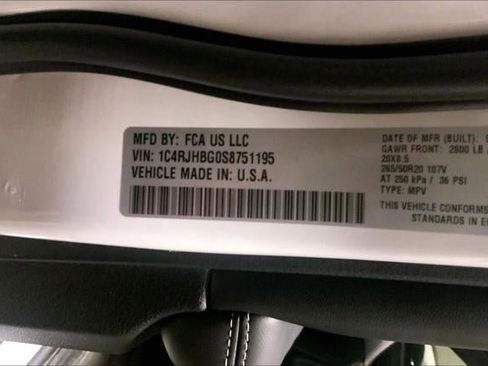 MFD BY: FCA US LLC
VIN: 1C4RJHBG0S8751195
VEHICLE MADE IN: U.S.A.
DATE OF MFR (BUILT):
GAWR FRONT: 2800 LB
20X8.5
265/50R20 107V
AT 250 kPa / 36 PSI
TYPE: MPV
THIS VEHICLE CONFORMS
STANDARDS IN